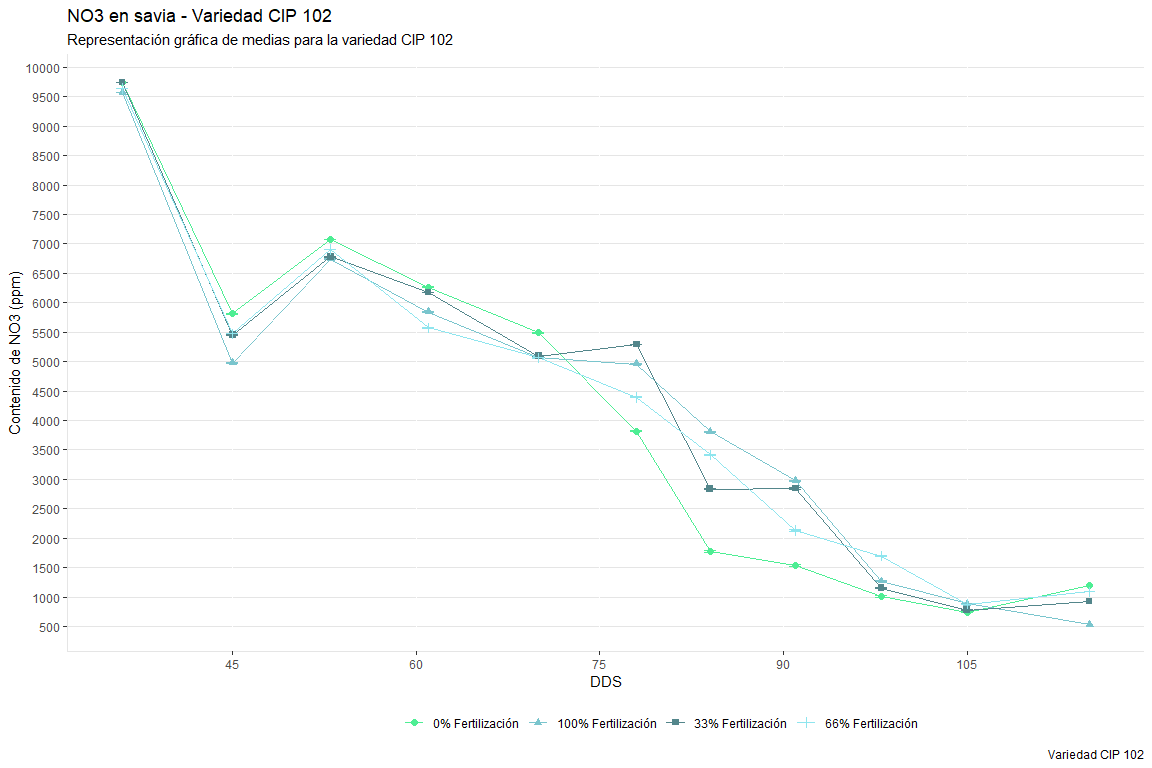 NO3 en savia - Variedad CIP 102
Representación gráfica de medias para la variedad CIP 102
Contenido de NO3 (ppm)
10000
9500
9000
8500
8000
7500
7000
6500
6000
5500
5000
4500
4000
3500
3000
2500
2000
1500
1000
500
45 60 75 90 105
DDS
0% Fertilización 100% Fertilización 33% Fertilización 66% Fertilización
Variedad CIP 102